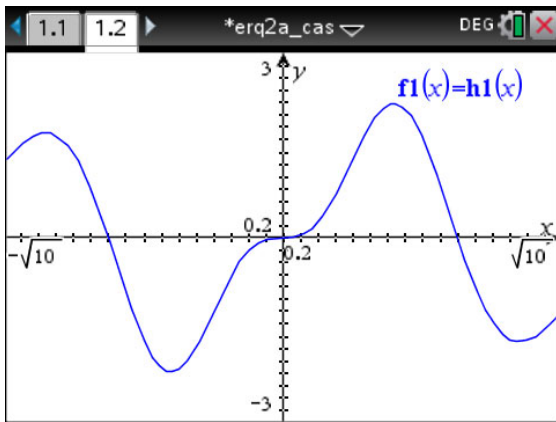 1.1 1.2 *erq2a_cas DEG
3 y
f1(x)=h1(x)
0.2 x
-√10 0.2 √10
-3